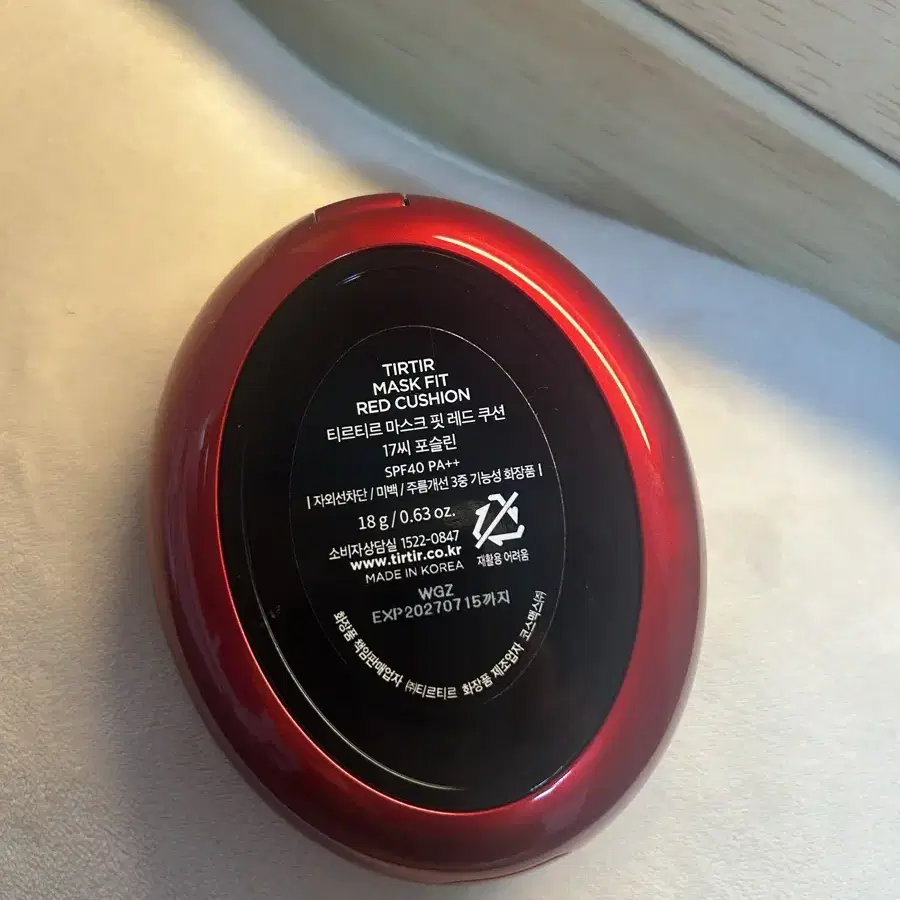 TIRTIR
MASK FIT
RED CUSHION
티르티르 마스크 핏 레드 쿠션
17씨 포슬린
SPF40 PA++
| 자외선차단 / 미백 / 주름개선 3중 기능성 화장품 |
18 g / 0.63 oz.
소비자상담실 1522-0847
www.tirtir.co.kr
MADE IN KOREA
재활용 어려움
WGZ
EXP20270715까지
화장품 책임판매업자 ㈜티르티르 화장품 제조업자 코스맥스㈜